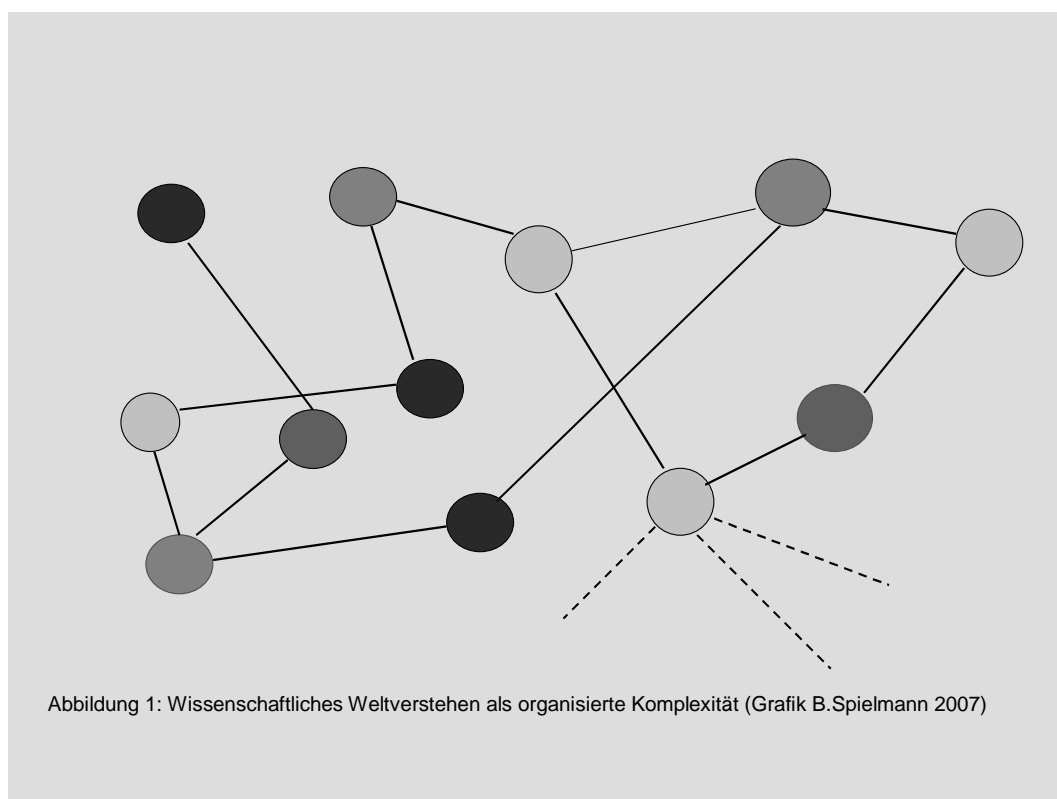 Abbildung 1: Wissenschaftliches Weltverstehen als organisierte Komplexität (Grafik B.Spielmann 2007)